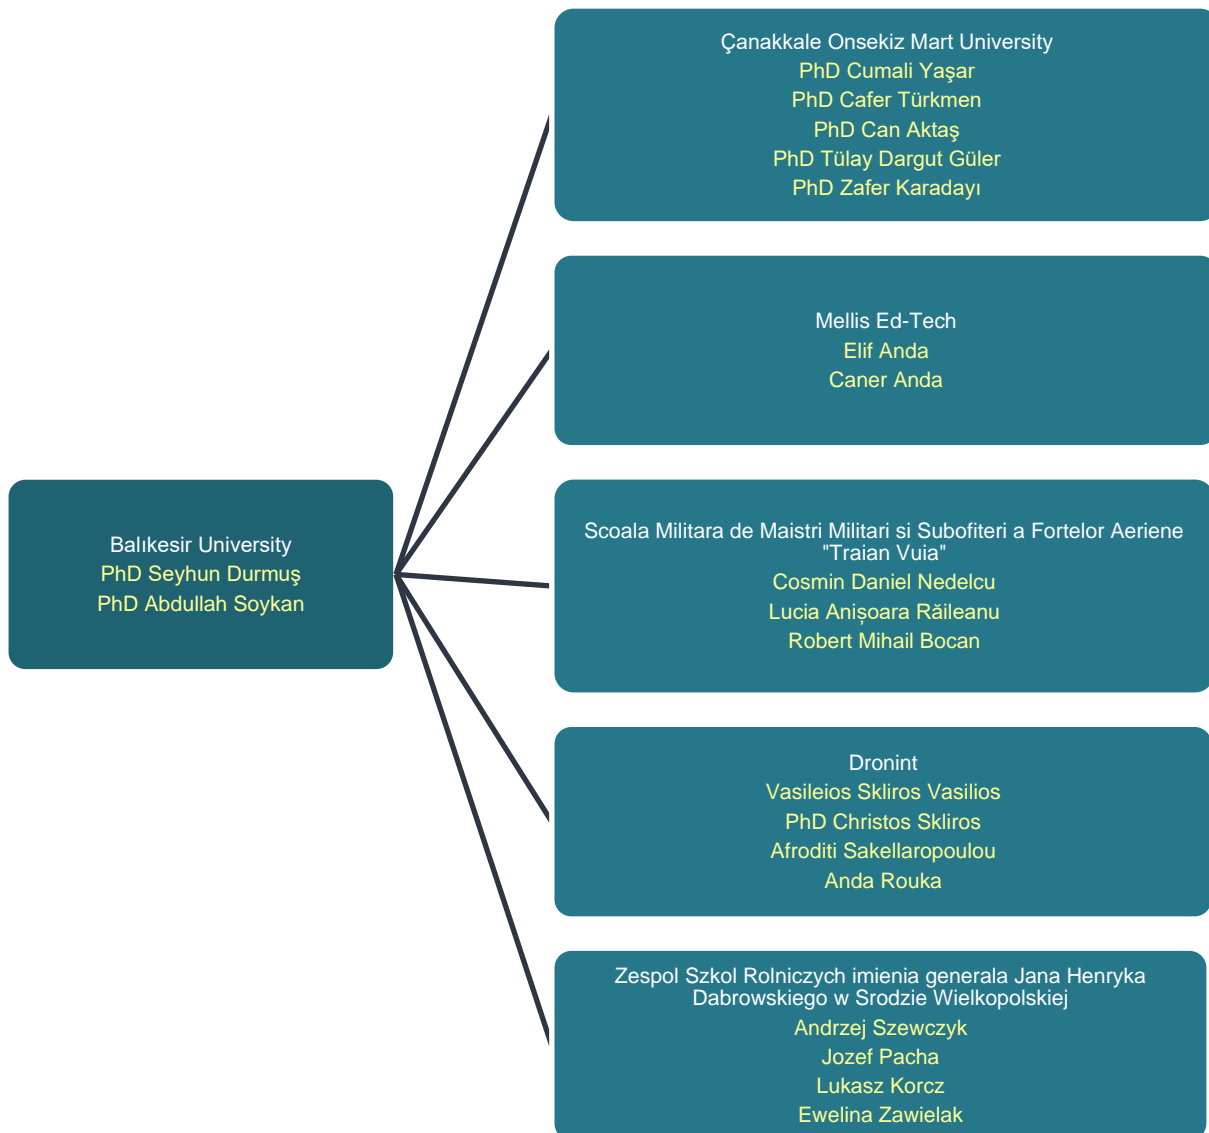 Balıkesir University
PhD Seyhun Durmuş
PhD Abdullah Soykan
Çanakkale Onsekiz Mart University
PhD Cumali Yaşar
PhD Cafer Türkmen
PhD Can Aktaş
PhD Tülay Dargut Güler
PhD Zafer Karadayı
Mellis Ed-Tech
Elif Anda
Caner Anda
Scoala Militara de Maistri Militari si Subofiteri a Fortelor Aeriene
"Traian Vuia"
Cosmin Daniel Nedelcu
Lucia Anișoara Răileanu
Robert Mihail Bocan
Dronint
Vasileios Skliros Vasilios
PhD Christos Skliros
Afroditi Sakellaropoulou
Anda Rouka
Zespol Szkol Rolniczych imienia generala Jana Henryka
Dabrowskiego w Srodzie Wielkopolskiej
Andrzej Szewczyk
Jozef Pacha
Lukasz Korcz
Ewelina Zawielak